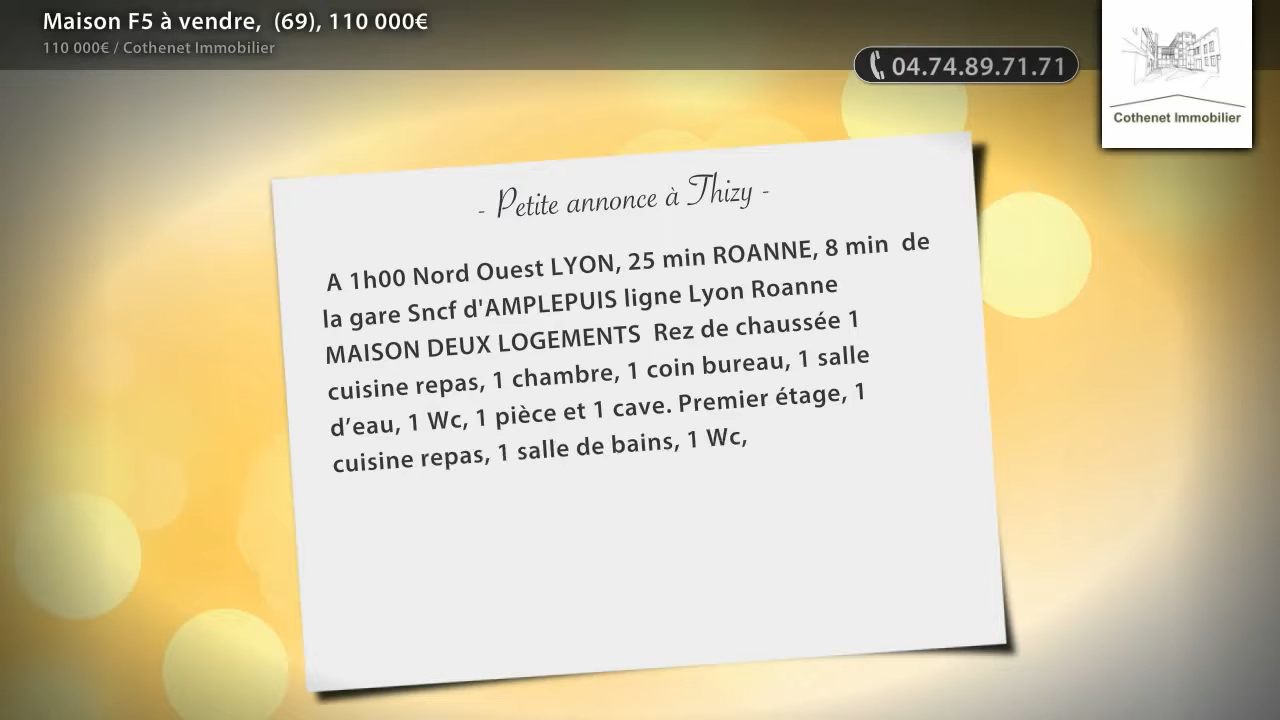 Maison F5 à vendre,  (69), 110 000€
110 000€ / Cothenet Immobilier
04.74.89.71.71
Cothenet Immobilier
- Petite annonce à Thizy -
A 1h00 Nord Ouest LYON, 25 min ROANNE, 8 min  de
la gare Sncf d'AMPLEPUIS ligne Lyon Roanne
MAISON DEUX LOGEMENTS  Rez de chaussée 1
cuisine repas, 1 chambre, 1 coin bureau, 1 salle
d’eau, 1 Wc, 1 pièce et 1 cave. Premier étage, 1
cuisine repas, 1 salle de bains, 1 Wc,